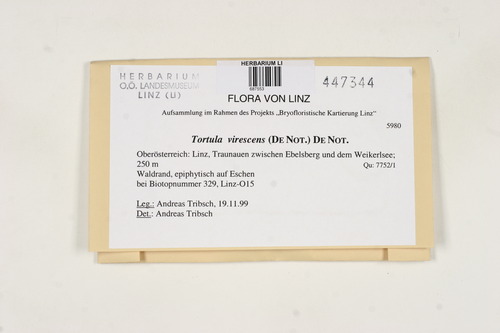 HERBARIUM LI
687553
HERBARIUM
O.Ö. LANDESMUSEUM
LINZ (U)
447344
FLORA VON LINZ
Aufsammlung im Rahmen des Projekts „Bryofloristische Kartierung Linz“
5980
Tortula virescens (DE NOT.) DE NOT.
Oberösterreich: Linz, Traunauen zwischen Ebelsberg und dem Weikerlsee;
250 m
Qu: 7752/1
Waldrand, epiphytisch auf Eschen
bei Biotopnummer 329, Linz-O15
Leg.: Andreas Tribsch, 19.11.99
Det.: Andreas Tribsch